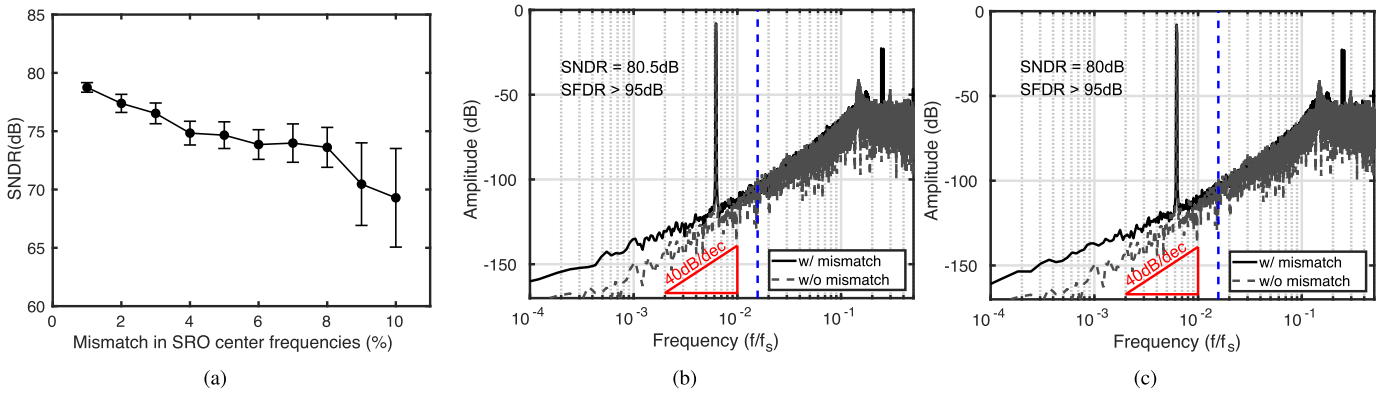 85
80
75
70
65
60
SNDR(dB)
0
2
4
6
8
10
Mismatch in SRO center frequencies (%)
(a)
0
-50
-100
-150
Amplitude (dB)
SNDR = 80.5dB
SFDR > 95dB
40dB/dec
w/ mismatch
w/o mismatch
10-4
10-3
10-2
10-1
Frequency (f/fs)
(b)
0
-50
-100
-150
Amplitude (dB)
SNDR = 80dB
SFDR > 95dB
40dB/dec
w/ mismatch
w/o mismatch
10-4
10-3
10-2
10-1
Frequency (f/fs)
(c)